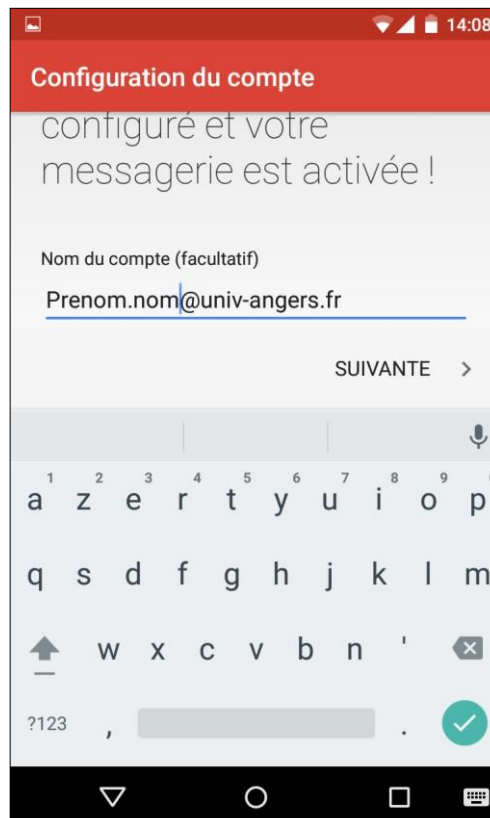 14:08
Configuration du compte
configuré et votre
messagerie est activée !
Nom du compte (facultatif)
Prenom.nom@univ-angers.fr
SUIVANTE >
1 2 3 4 5 6 7 8 9
a z e r t y u i o p
q s d f g h j k l m
w x c v b n '
?123 , .